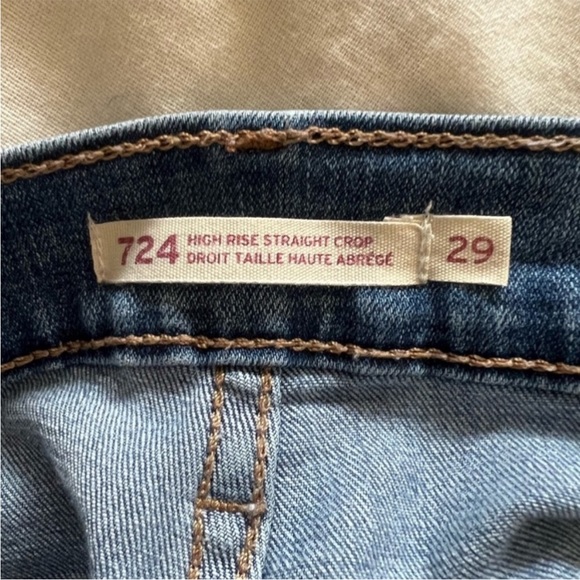 724 HIGH RISE STRAIGHT CROP
DROIT TAILLE HAUTE ABRÉGÉ
29